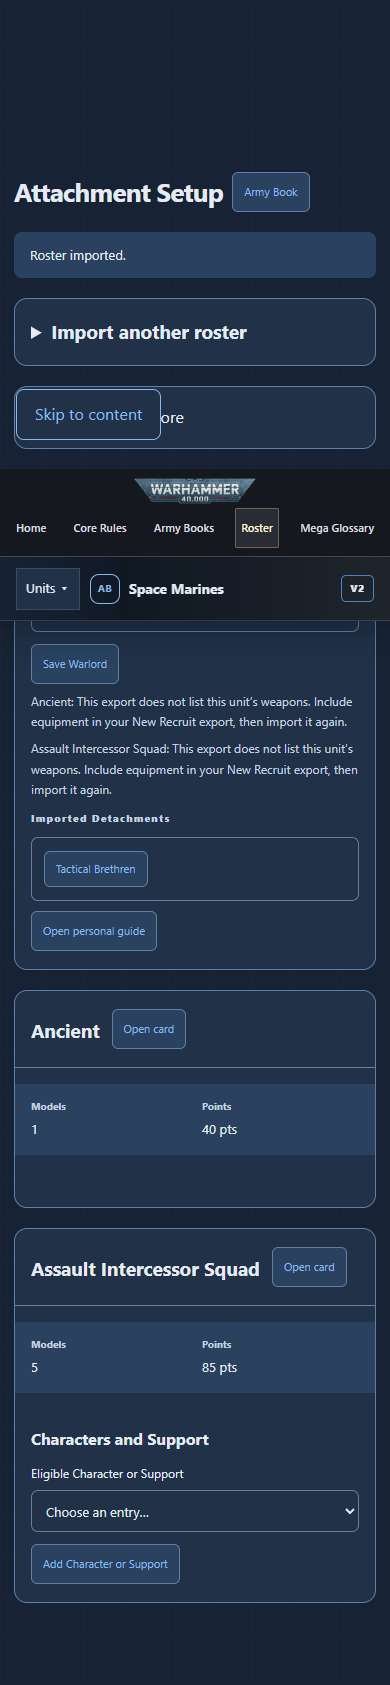 Attachment Setup
Army Book
Roster imported.
▶ Import another roster
Skip to content
ore
WARHAMMER
40,000
Home
Core Rules
Army Books
Roster
Mega Glossary
Units
AB
Space Marines
V2
Save Warlord
Ancient: This export does not list this unit's weapons. Include
equipment in your New Recruit export, then import it again.
Assault Intercessor Squad: This export does not list this unit's
weapons. Include equipment in your New Recruit export, then
import it again.
Imported Detachments
Tactical Brethren
Open personal guide
Ancient
Open card
Models
Points
1
40 pts
Assault Intercessor Squad
Open card
Models
Points
5
85 pts
Characters and Support
Eligible Character or Support
Choose an entry...
Add Character or Support